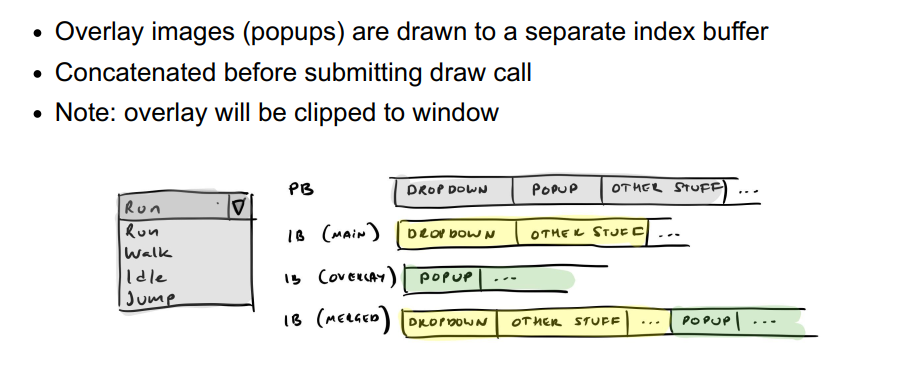 • Overlay images (popups) are drawn to a separate index buffer
• Concatenated before submitting draw call
• Note: overlay will be clipped to window
Run
Run
Walk
Idle
Jump
PB DROPDOWN POPUP OTHER STUFF ...
IB (MAIN) DROPDOWN OTHER STUFF ...
IB (OVERLAY) POPUP ...
IB (MERGED) DROPDOWN OTHER STUFF ... POPUP ...